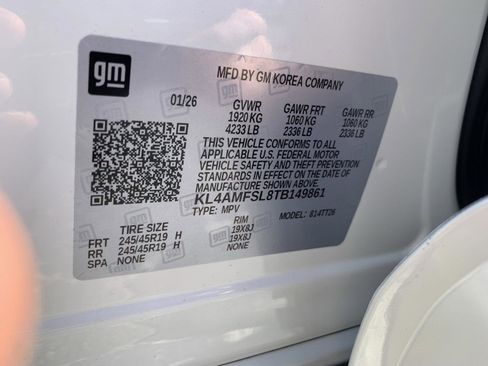 gm
MFD BY GM KOREA COMPANY
01/26 GVWR GAWR FRT GAWR RR
1920 KG 1060 KG 1060 KG
4233 LB 2336 LB 2336 LB
THIS VEHICLE CONFORMS TO ALL
APPLICABLE U.S. FEDERAL MOTOR
VEHICLE SAFETY AND THEFT PREVENTION
STANDARDS IN EFFECT ON THE DATE OF
MANUFACTURE SHOWN ABOVE.
KL4AMFSL8TB149861
TYPE: MPV MODEL: 814TT26
TIRE SIZE RIM
FRT 245/45R19 H 19X8J
RR 245/45R19 H 19X8J
SPA NONE NONE